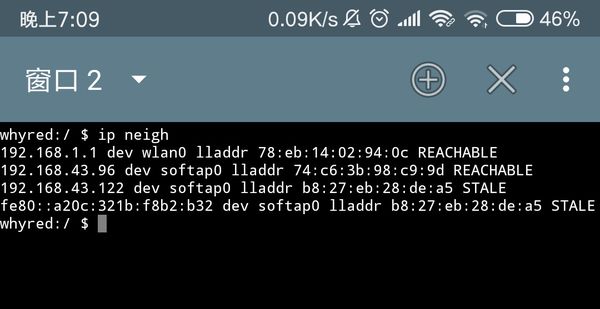 晚上7:09 0.09K/s 46%
窗口 2
whyred:/ $ ip neigh
192.168.1.1 dev wlan0 lladdr 78:eb:14:02:94:0c REACHABLE
192.168.43.96 dev softap0 lladdr 74:c6:3b:98:c9:9d REACHABLE
192.168.43.122 dev softap0 lladdr b8:27:eb:28:de:a5 STALE
fe80::a20c:321b:f8b2:b32 dev softap0 lladdr b8:27:eb:28:de:a5 STALE
whyred:/ $